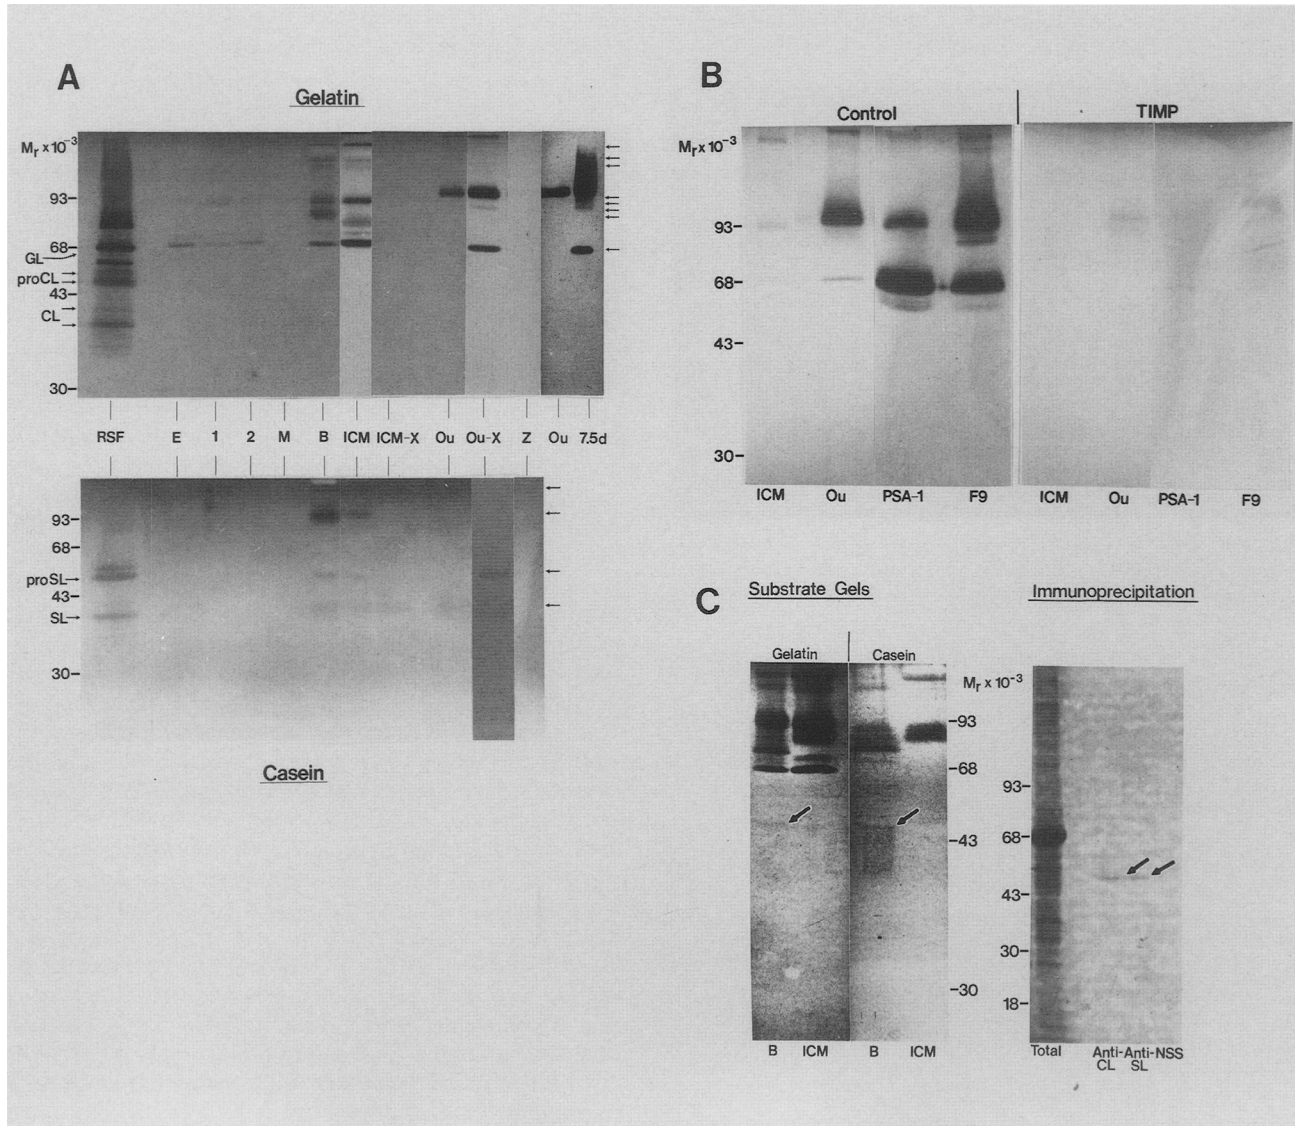 A
Gelatin
Mr x 10-3
93-
68-
GL
proCL
43-
CL
30-
RSF E 1 2 M B ICM ICM-X Ou Ou-X Z Ou 7.5d
93-
68-
proSL
43-
SL
30-
Casein
B
Control TIMP
Mr x 10-3
93-
68-
43-
30-
ICM Ou PSA-1 F9 ICM Ou PSA-1 F9
C
Substrate Gels
Gelatin Casein
Mr x 10-3
-93
-68
-43
-30
B ICM B ICM
Immunoprecipitation
93-
68-
43-
30-
18-
Total Anti-CL Anti-SL NSS